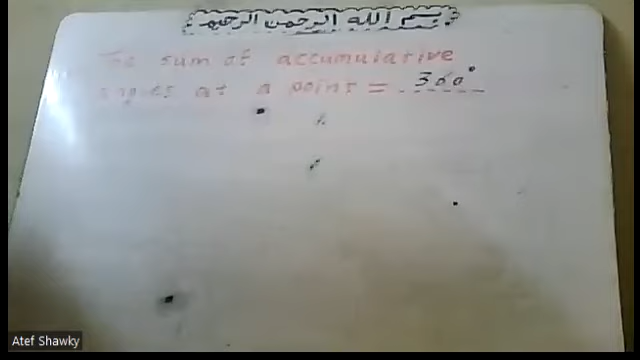 بسم الله الرحمن الرحيم
The sum of accumulative
angles at a point = 360°
Atef Shawky